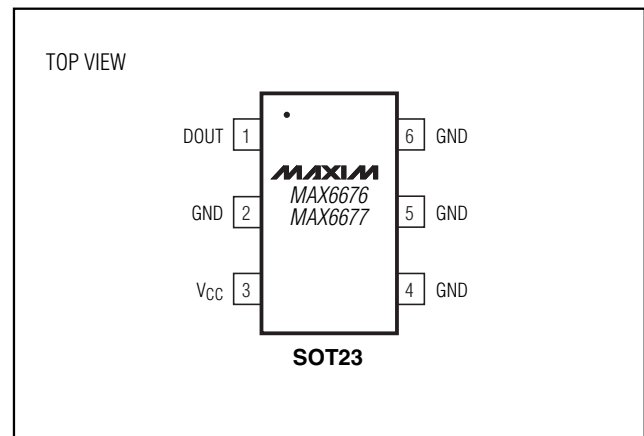 TOP VIEW
DOUT 1
6 GND
MAXIM
MAX6676
MAX6677
GND 2
5 GND
VCC 3
4 GND
SOT23